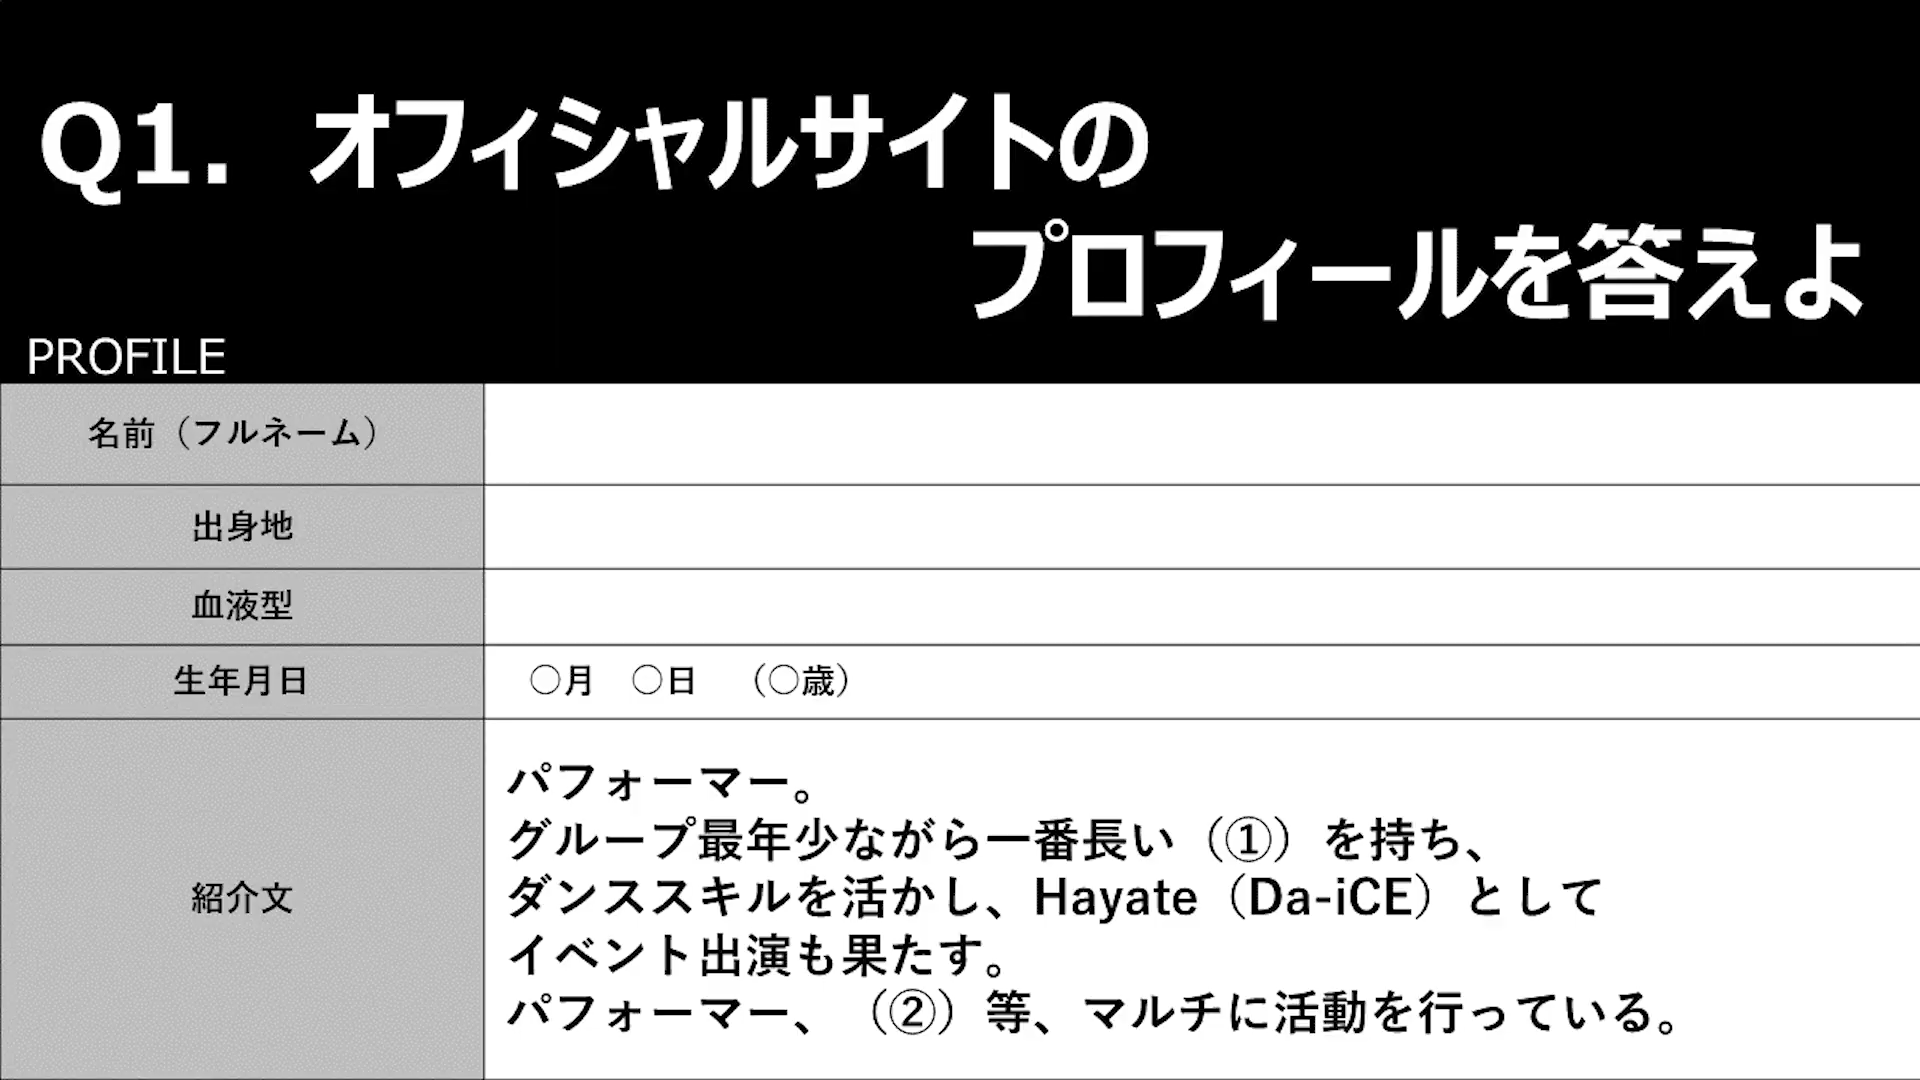 Q1. オフィシャルサイトの
プロフィールを答えよ
PROFILE
名前（フルネーム）
出身地
血液型
生年月日
○月　○日　（○歳）
紹介文
パフォーマー。
グループ最年少ながら一番長い（①）を持ち、
ダンススキルを活かし、Hayate（Da-iCE）として
イベント出演も果たす。
パフォーマー、（②）等、マルチに活動を行っている。